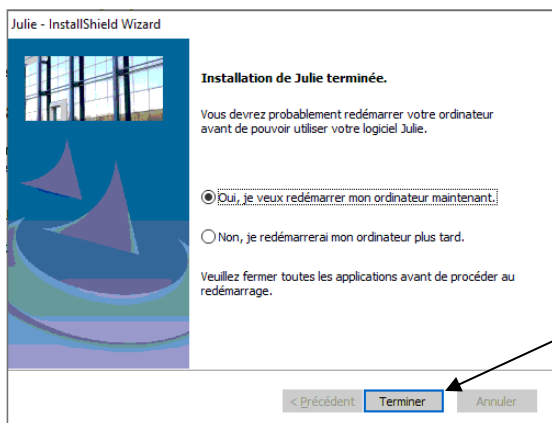 Julie - InstallShield Wizard
Installation de Julie terminée.
Vous devrez probablement redémarrer votre ordinateur
avant de pouvoir utiliser votre logiciel Julie.
Oui, je veux redémarrer mon ordinateur maintenant.
Non, je redémarrerai mon ordinateur plus tard.
Veuillez fermer toutes les applications avant de procéder au
redémarrage.
< Précédent Terminer Annuler